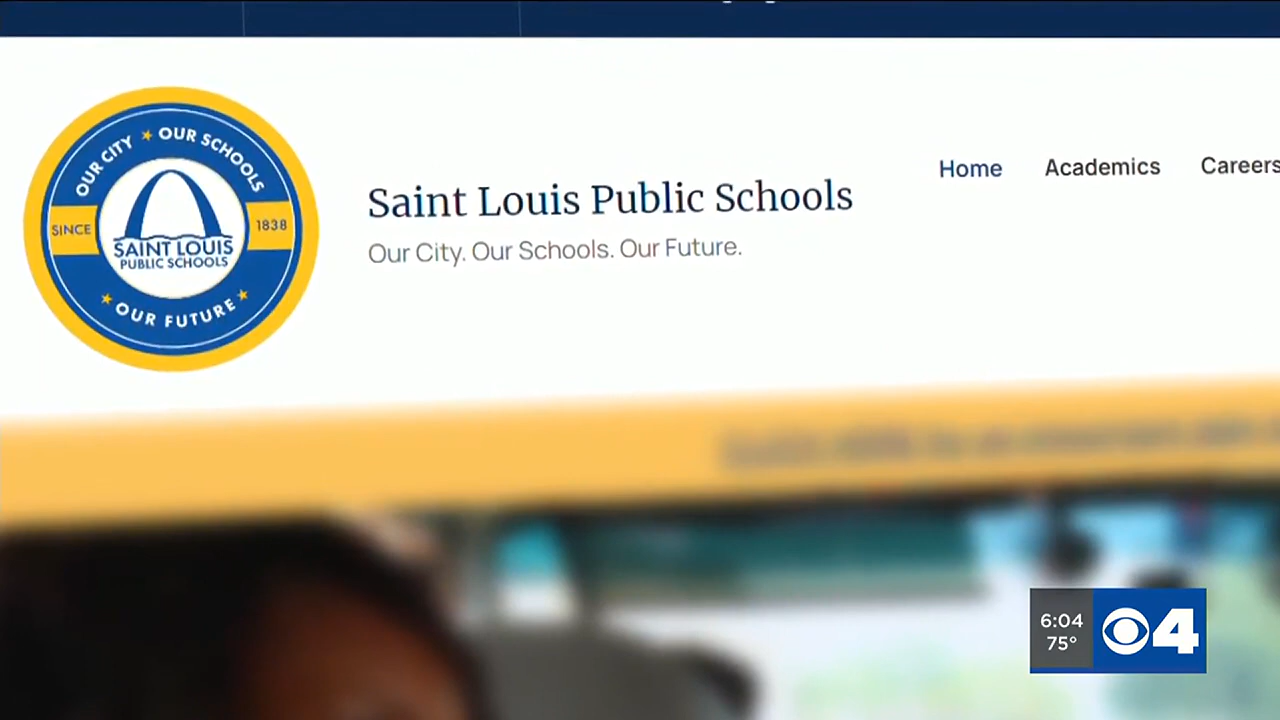 OUR CITY ★ OUR SCHOOLS
SINCE
1838
SAINT LOUIS
PUBLIC SCHOOLS
★ OUR FUTURE ★
Saint Louis Public Schools
Our City. Our Schools. Our Future.
Home
Academics
Careers
6:04
75°
4